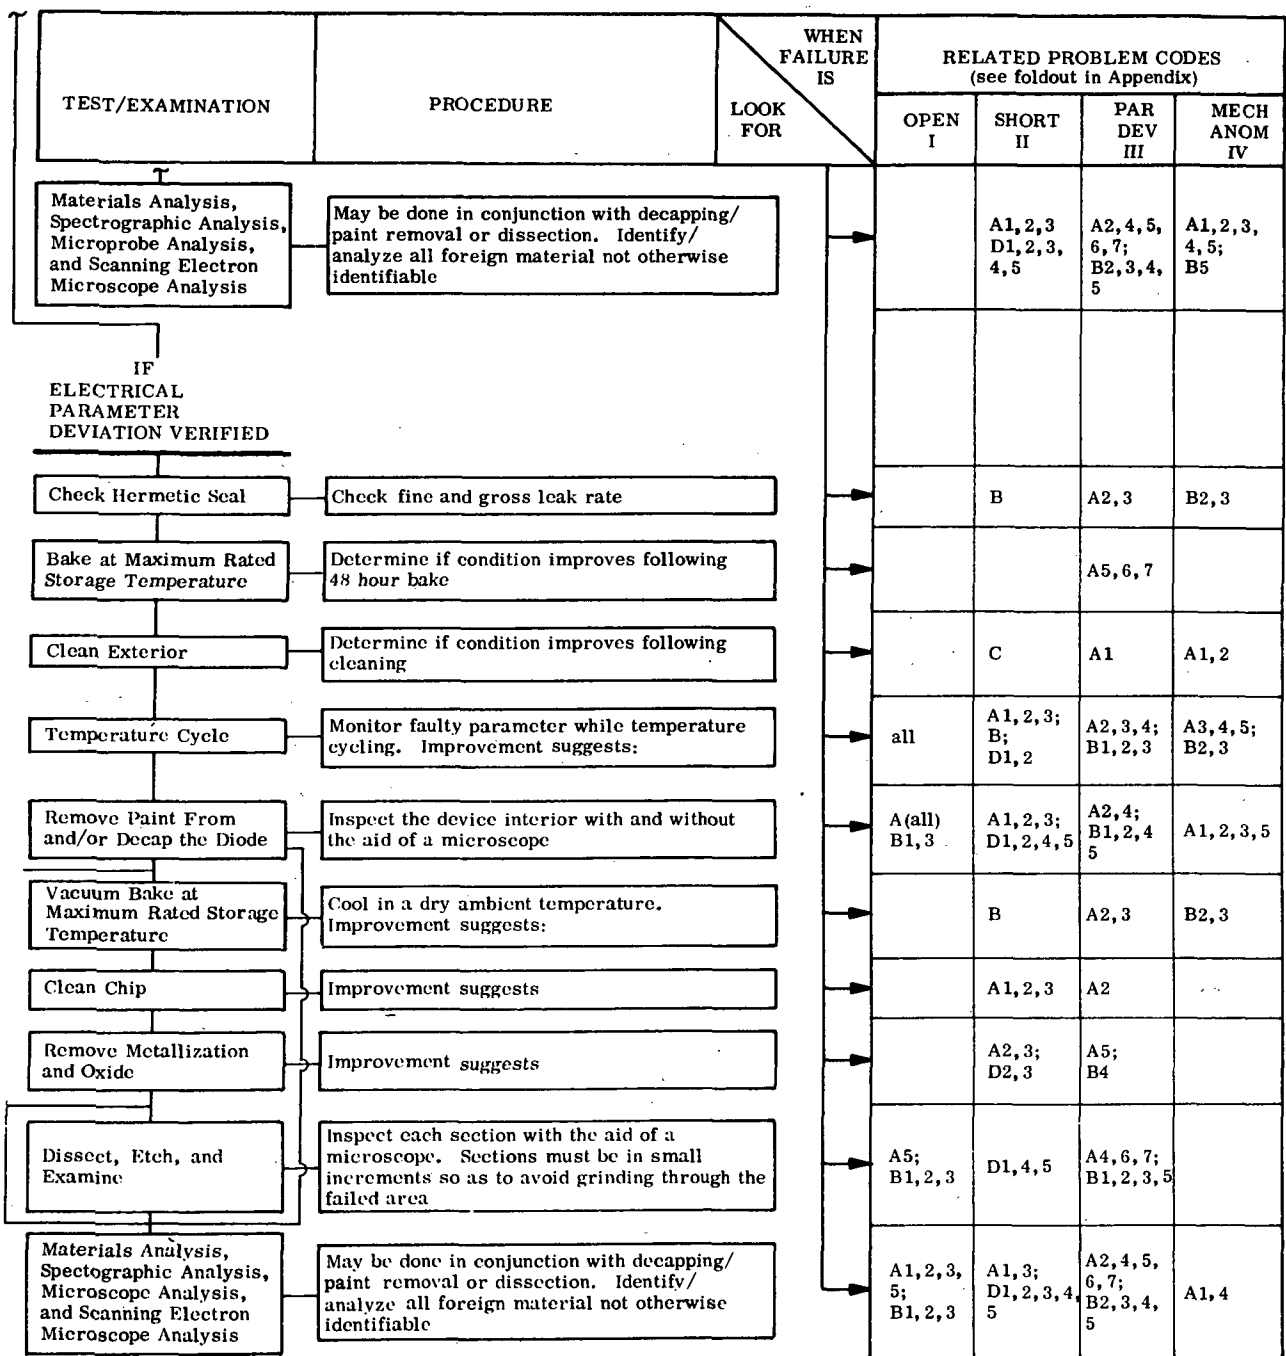 TEST/EXAMINATION
PROCEDURE
WHEN
FAILURE
IS
LOOK
FOR
RELATED PROBLEM CODES
(see foldout in Appendix)
OPEN
I
SHORT
II
PAR
DEV
III
MECH
ANOM
IV
Materials Analysis,
Spectrographic Analysis,
Microprobe Analysis,
and Scanning Electron
Microscope Analysis
May be done in conjunction with decapping/
paint removal or dissection. Identify/
analyze all foreign material not otherwise
identifiable
A1,2,3
D1,2,3,
4,5
A2,4,5,
6,7;
B2,3,4,
5
A1,2,3,
4,5;
B5
IF
ELECTRICAL
PARAMETER
DEVIATION VERIFIED
Check Hermetic Seal
Check fine and gross leak rate
B
A2,3
B2,3
Bake at Maximum Rated
Storage Temperature
Determine if condition improves following
48 hour bake
A5,6,7
Clean Exterior
Determine if condition improves following
cleaning
C
A1
A1,2
Temperature Cycle
Monitor faulty parameter while temperature
cycling. Improvement suggests:
all
A1,2,3;
B;
D1,2
A2,3,4;
B1,2,3
A3,4,5;
B2,3
Remove Paint From
and/or Decap the Diode
Inspect the device interior with and without
the aid of a microscope
A(all)
B1,3
A1,2,3;
D1,2,4,5
A2,4;
B1,2,4
5
A1,2,3,5
Vacuum Bake at
Maximum Rated Storage
Temperature
Cool in a dry ambient temperature.
Improvement suggests:
B
A2,3
B2,3
Clean Chip
Improvement suggests
A1,2,3
A2
Remove Metallization
and Oxide
Improvement suggests
A2,3;
D2,3
A5;
B4
Dissect, Etch, and
Examine
Inspect each section with the aid of a
microscope. Sections must be in small
increments so as to avoid grinding through the
failed area
A5;
B1,2,3
D1,4,5
A4,6,7;
B1,2,3,5
Materials Analysis,
Spectographic Analysis,
Microscope Analysis,
and Scanning Electron
Microscope Analysis
May be done in conjunction with decapping/
paint removal or dissection. Identify/
analyze all foreign material not otherwise
identifiable
A1,2,3,
5;
B1,2,3
A1,3;
D1,2,3,4,
5
A2,4,5,
6,7;
B2,3,4,
5
A1,4